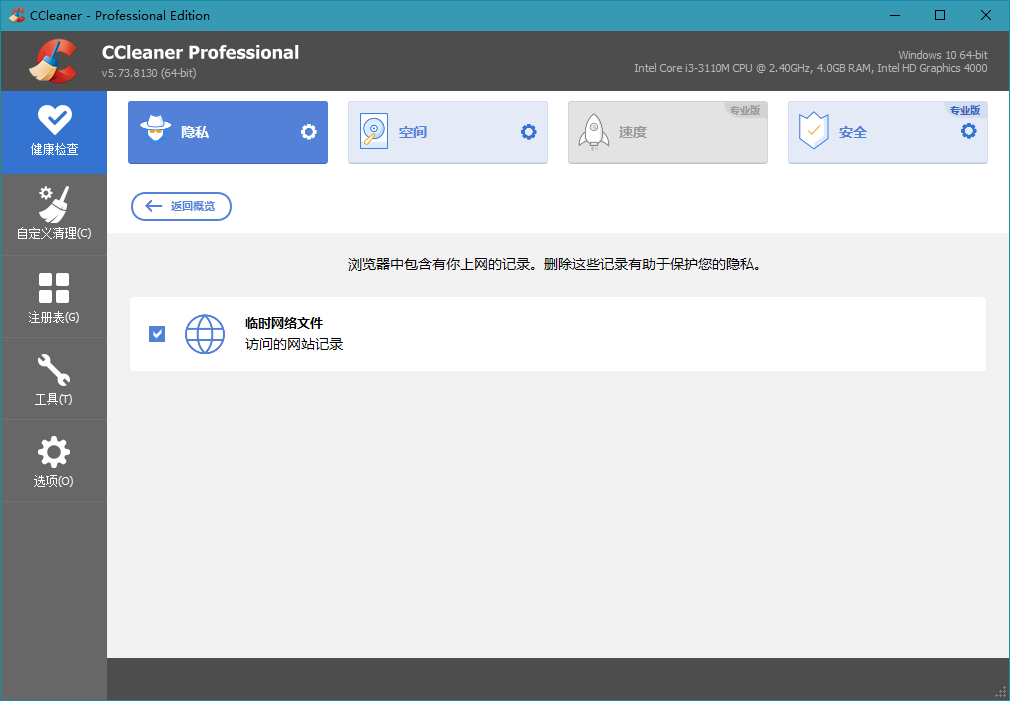 CCleaner - Professional Edition
CCleaner Professional
v5.73.8130 (64-bit)
Windows 10 64-bit
Intel Core i3-3110M CPU @ 2.40GHz, 4.0GB RAM, Intel HD Graphics 4000
健康检查
自定义清理(C)
注册表(G)
工具(T)
选项(O)
隐私
空间
专业版
速度
专业版
安全
返回概览
浏览器中包含有你上网的记录。删除这些记录有助于保护您的隐私。
临时网络文件
访问的网站记录